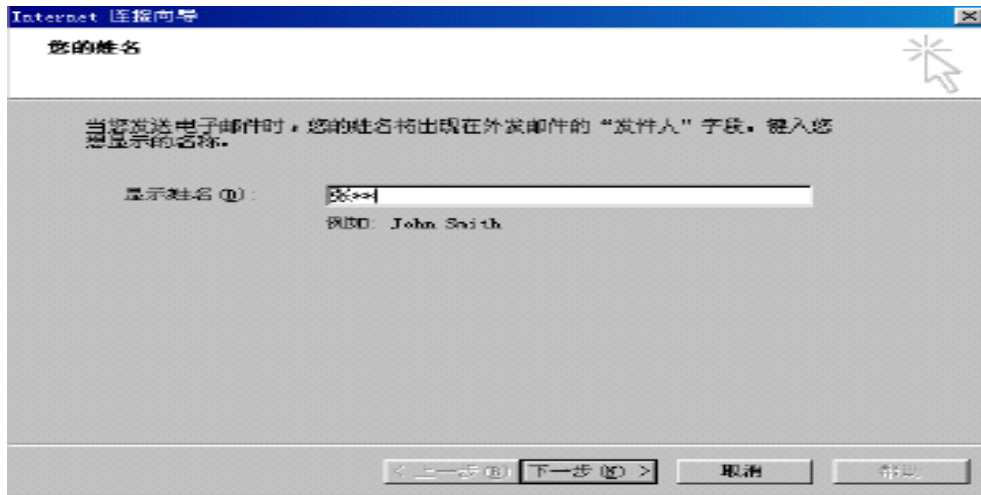 Internet 连接向导
您的姓名
当您发送电子邮件时，您的姓名将出现在外发邮件的“发件人”字段。键入您
想显示的名称。
显示姓名(D)：
张**
例如: John Smith
< 上一步(B)
下一步(N) >
取消
帮助